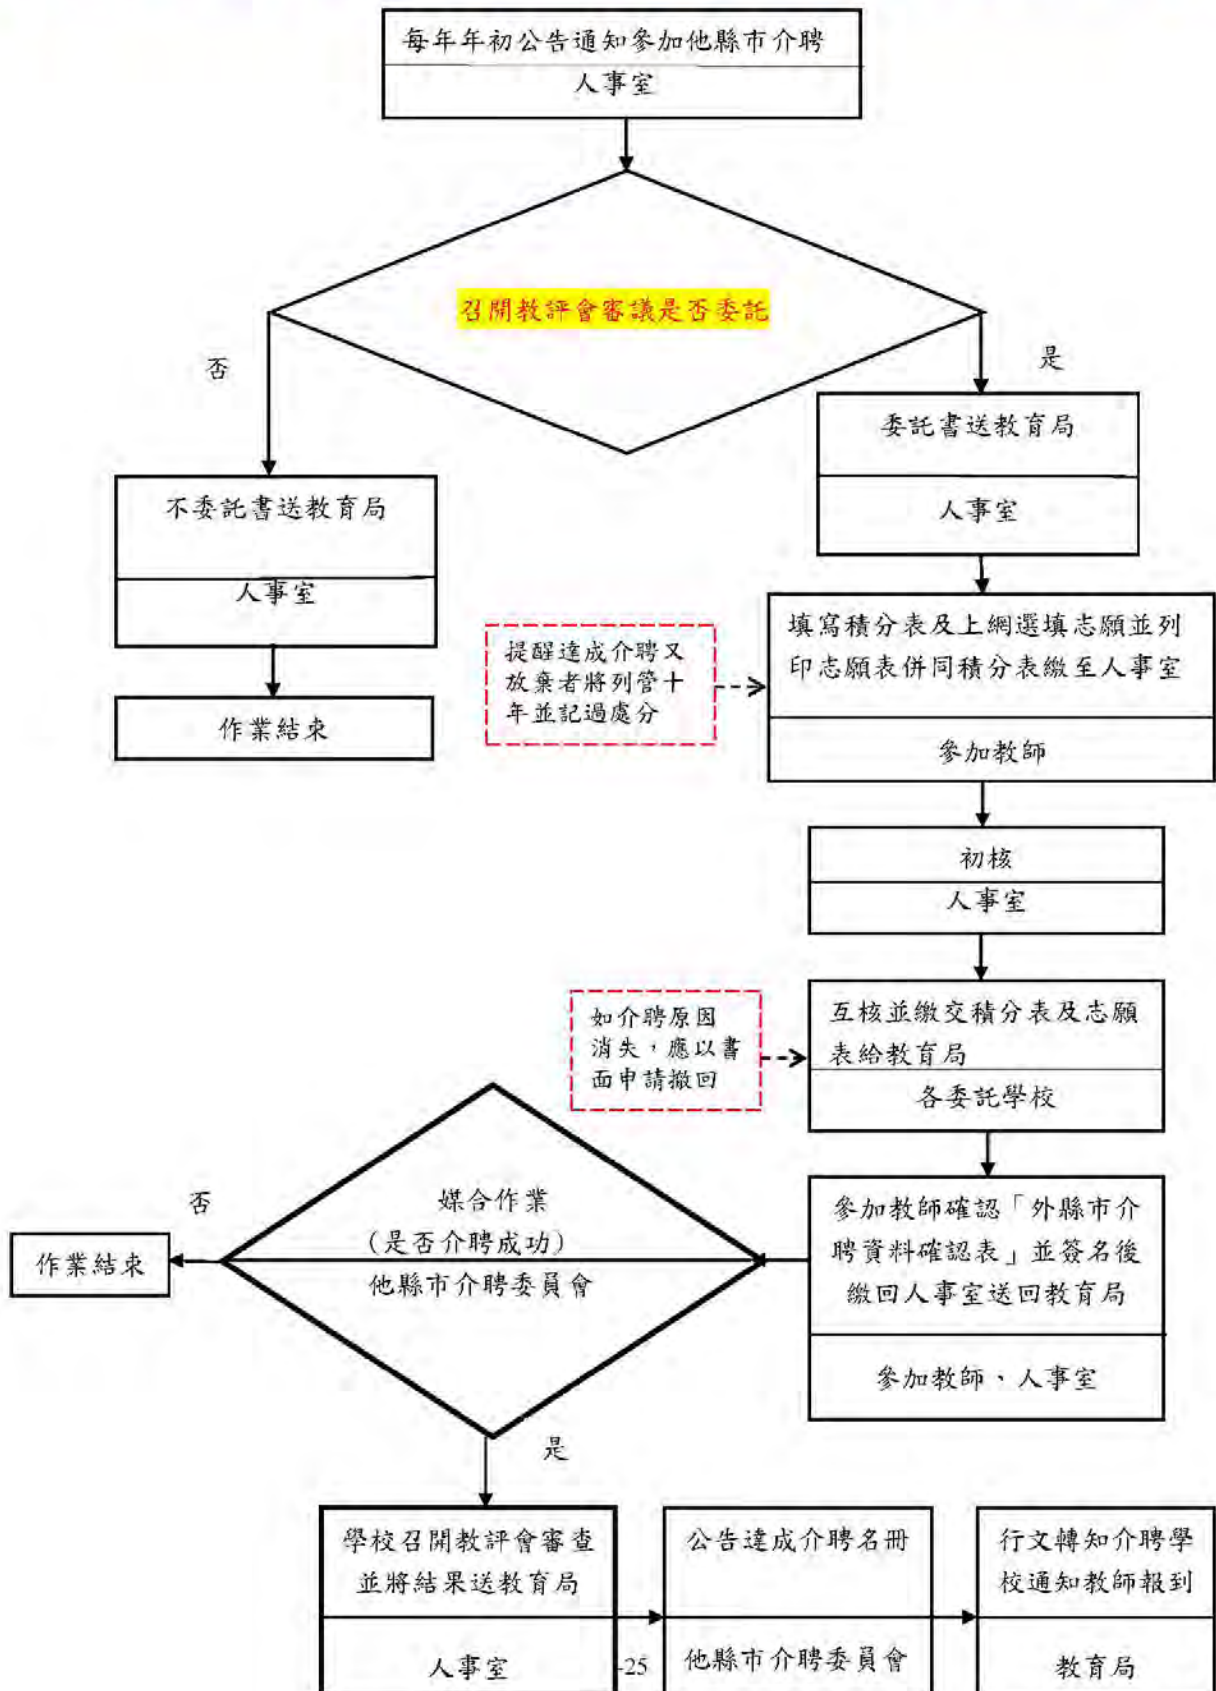 每年年初公告通知參加他縣市介聘
人事室
召開教評會審議是否委託
否
是
委託書送教育局
人事室
不委託書送教育局
人事室
作業結束
填寫積分表及上網選填志願並列
印志願表併同積分表繳至人事室
參加教師
提醒達成介聘又
放棄者將列管十
年並記過處分
初核
人事室
如介聘原因
消失，應以書
面申請撤回
互核並繳交積分表及志願
表給教育局
各委託學校
參加教師確認「外縣市介
聘資料確認表」並簽名後
繳回人事室送回教育局
參加教師、人事室
媒合作業
(是否介聘成功)
他縣市介聘委員會
否
作業結束
是
學校召開教評會審查
並將結果送教育局
人事室
公告達成介聘名冊
他縣市介聘委員會
行文轉知介聘學
校通知教師報到
教育局
-25